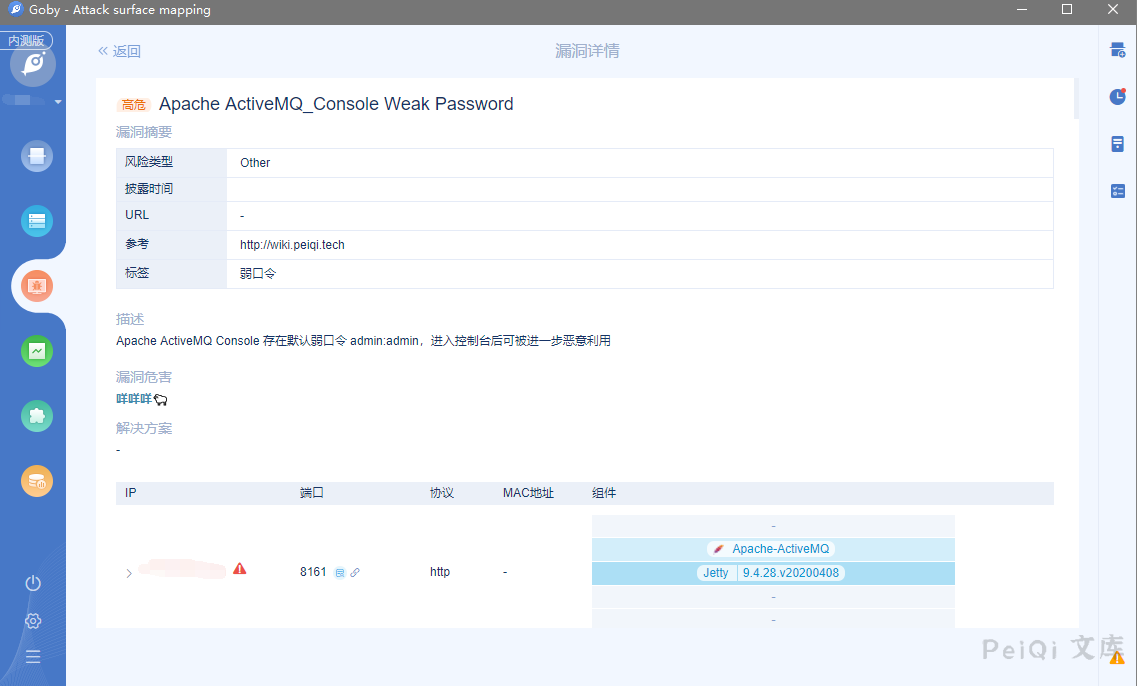 Goby - Attack surface mapping
内测版
返回
漏洞详情
高危 Apache ActiveMQ_Console Weak Password
漏洞摘要
风险类型 Other
披露时间
URL -
参考 http://wiki.peiqi.tech
标签 弱口令
描述
Apache ActiveMQ Console 存在默认弱口令 admin:admin，进入控制台后可被进一步恶意利用
漏洞危害
咩咩咩🐑
解决方案
-
IP 端口 协议 MAC地址 组件
-
Apache-ActiveMQ
8161 http - Jetty 9.4.28.v20200408
-
-
PeiQi 文库